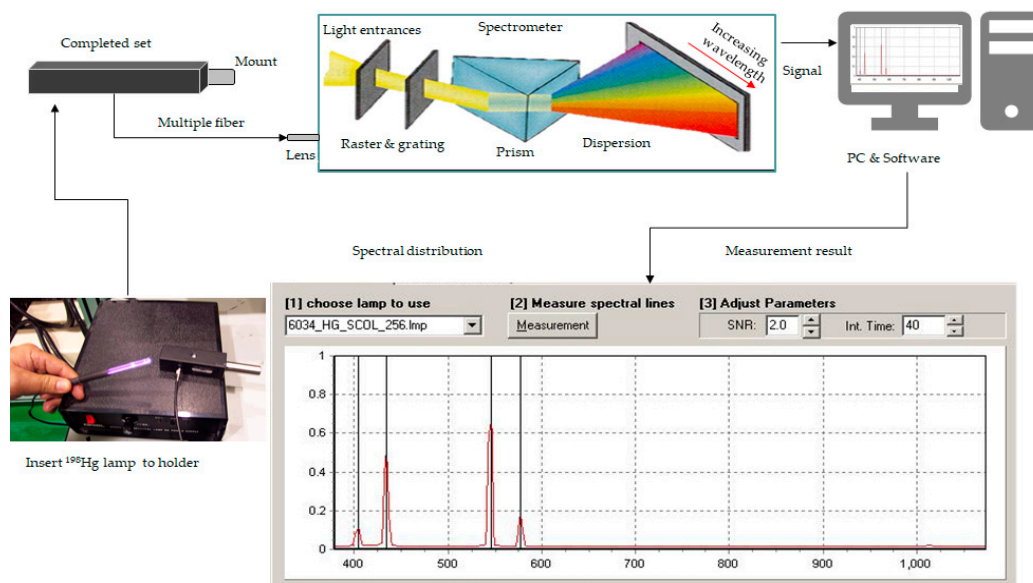 Completed set
Mount
Multiple fiber
Lens
Light entrances
Spectrometer
Increasing
wavelength
Raster & grating
Prism
Dispersion
Signal
PC & Software
Spectral distribution
Measurement result
Insert ¹⁹⁸Hg lamp to holder
[1] choose lamp to use
[2] Measure spectral lines
[3] Adjust Parameters
6034_HG_SCOL_256.lmp
Measurement
SNR: 2.0
Int. Time: 40
1
0.8
0.6
0.4
0.2
0
400 500 600 700 800 900 1,000